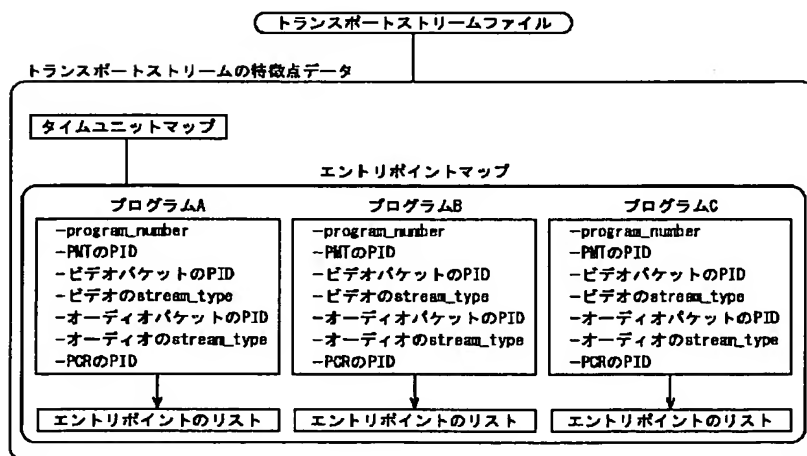 トランスポートストリームファイル
トランスポートストリームの特徴点データ
タイムユニットマップ
エントリポイントマップ
プログラムA
-program_number
-PMTのPID
-ビデオパケットのPID
-ビデオのstream_type
-オーディオパケットのPID
-オーディオのstream_type
-PCRのPID
エントリポイントのリスト
プログラムB
-program_number
-PMTのPID
-ビデオパケットのPID
-ビデオのstream_type
-オーディオパケットのPID
-オーディオのstream_type
-PCRのPID
エントリポイントのリスト
プログラムC
-program_number
-PMTのPID
-ビデオパケットのPID
-ビデオのstream_type
-オーディオパケットのPID
-オーディオのstream_type
-PCRのPID
エントリポイントのリスト